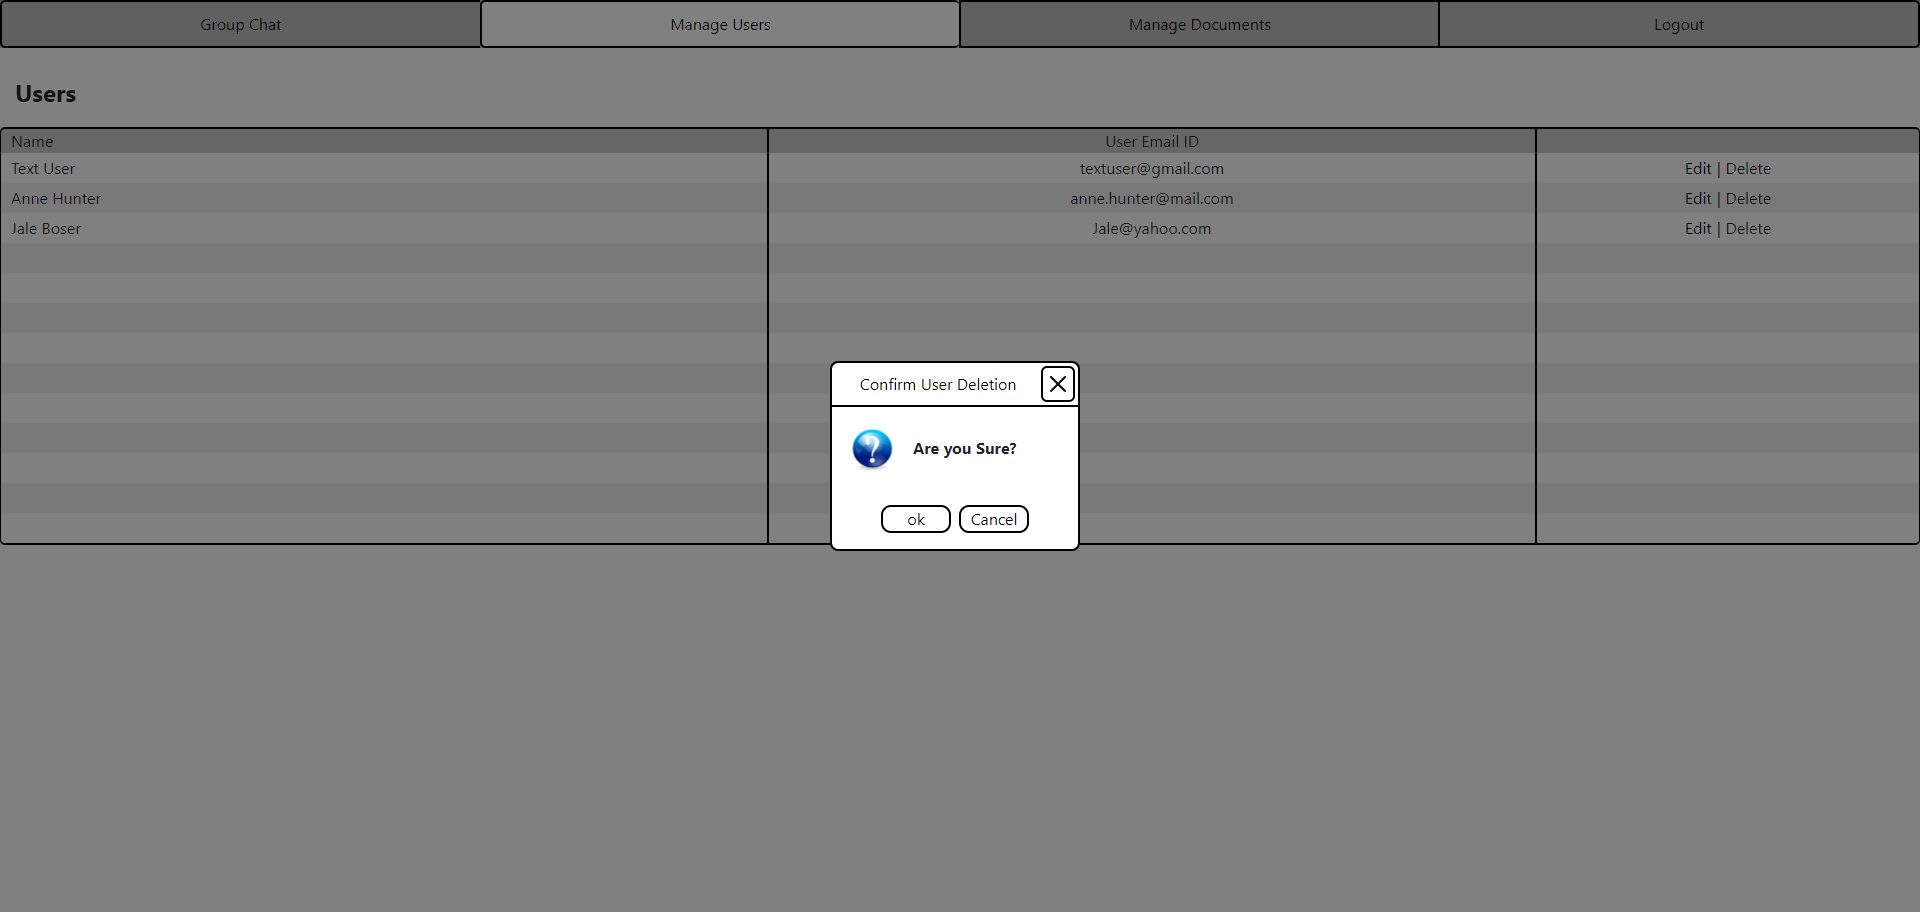 Group Chat Manage Users Manage Documents Logout
Users
Name User Email ID
Text User textuser@gmail.com Edit | Delete
Anne Hunter anne.hunter@mail.com Edit | Delete
Jale Boser Jale@yahoo.com Edit | Delete
Confirm User Deletion
? Are you Sure?
ok Cancel